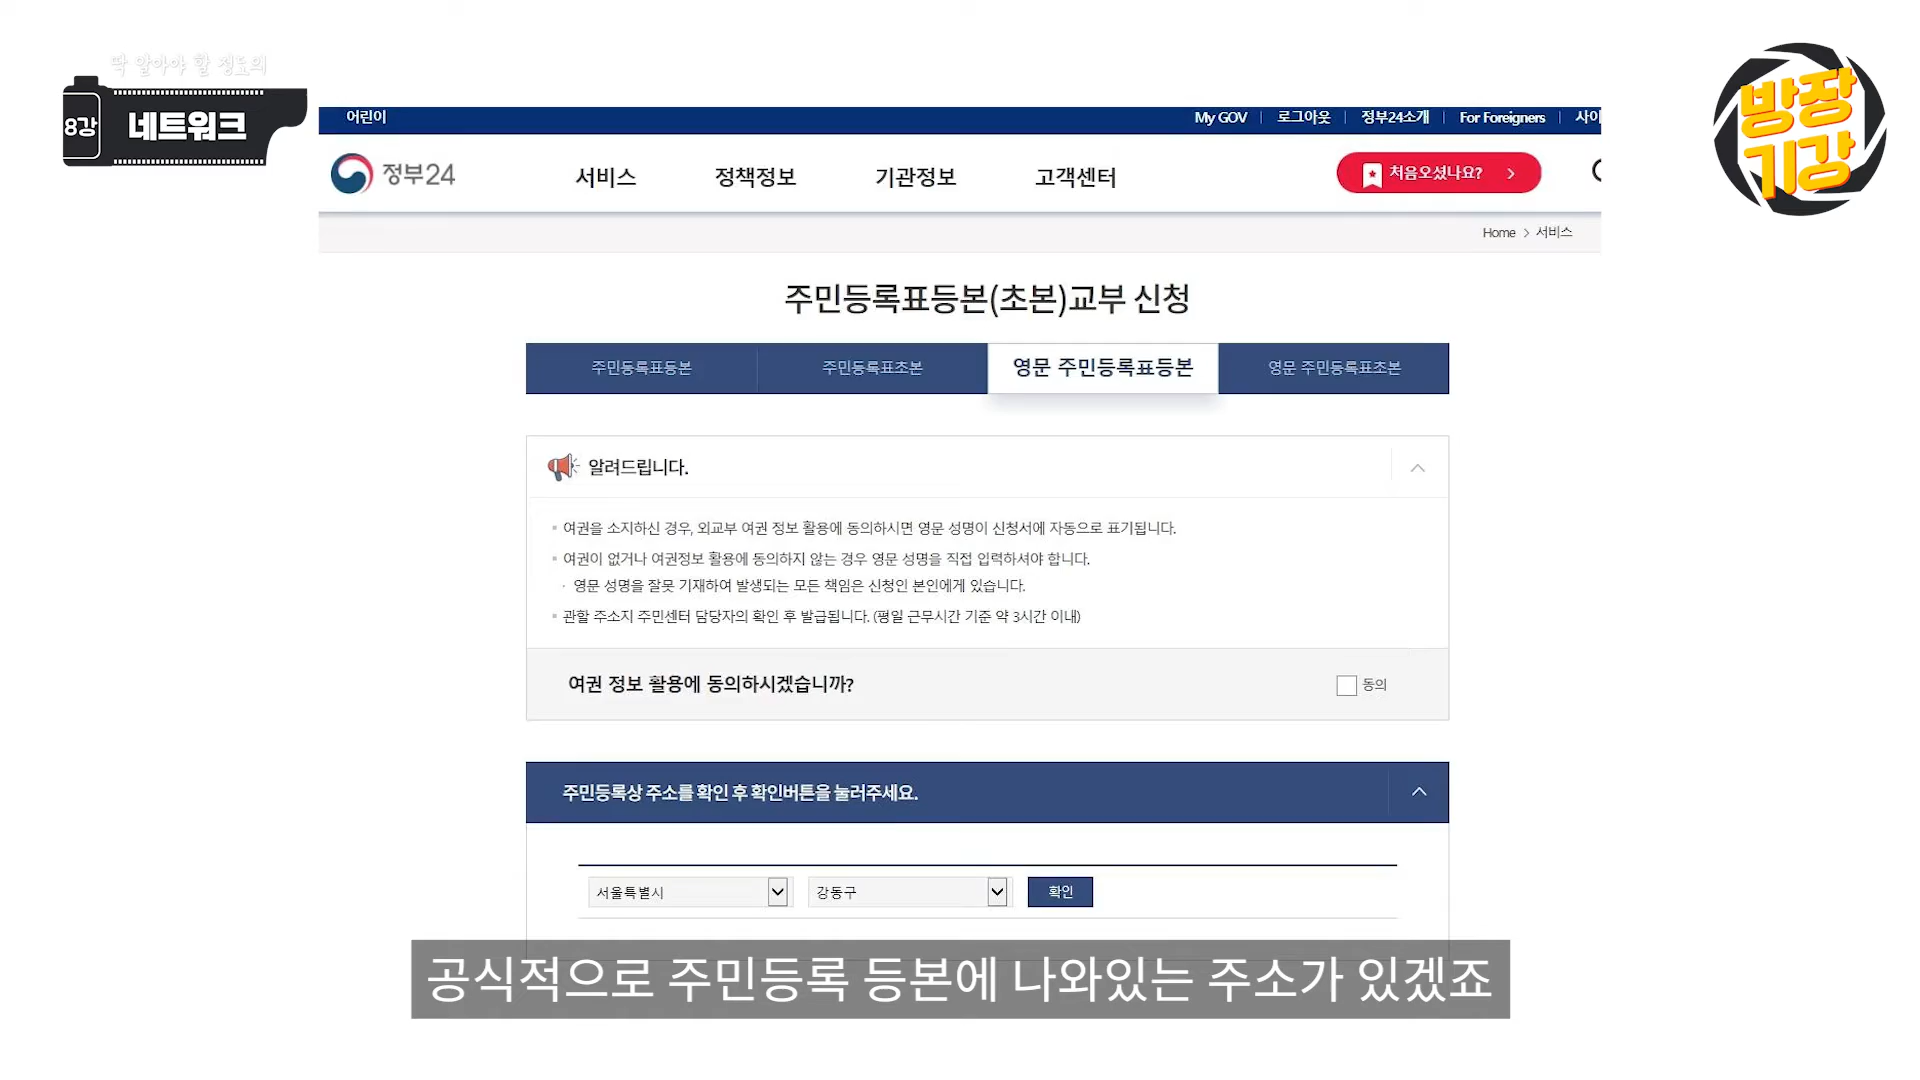 딱 알아야 할 정도의
8강 네트워크
방장
기강
어린이
My GOV 로그아웃 정부24소개 For Foreigners 사이
정부24 서비스 정책정보 기관정보 고객센터 처음오셨나요?
Home > 서비스
주민등록표등본(초본)교부 신청
주민등록표등본 주민등록표초본 영문 주민등록표등본 영문 주민등록표초본
알려드립니다.
여권을 소지하신 경우, 외교부 여권 정보 활용에 동의하시면 영문 성명이 신청서에 자동으로 표기됩니다.
여권이 없거나 여권정보 활용에 동의하지 않는 경우 영문 성명을 직접 입력하셔야 합니다.
영문 성명을 잘못 기재하여 발생되는 모든 책임은 신청인 본인에게 있습니다.
관할 주소지 주민센터 담당자의 확인 후 발급됩니다. (평일 근무시간 기준 약 3시간 이내)
여권 정보 활용에 동의하시겠습니까? 동의
주민등록상 주소를 확인 후 확인버튼을 눌러주세요.
서울특별시 강동구 확인
공식적으로 주민등록 등본에 나와있는 주소가 있겠죠